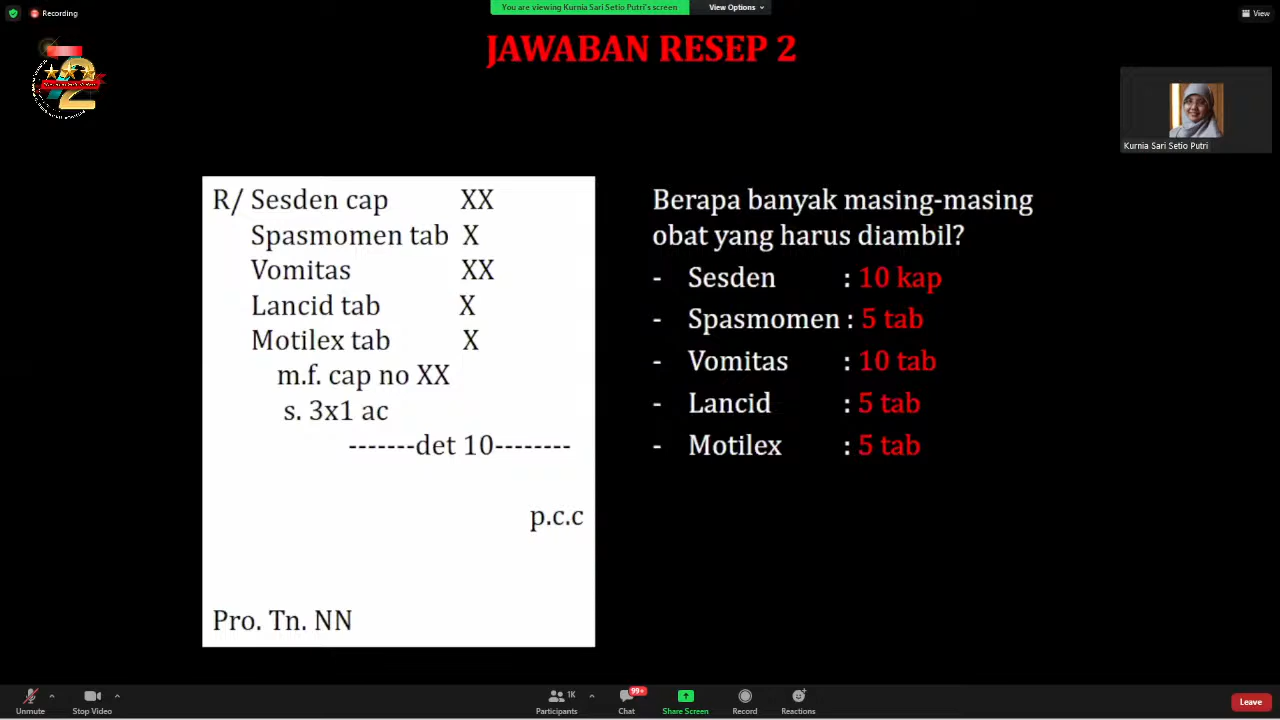 Recording
You are viewing Kurnia Sari Setio Putri's screen
View Options
View
JAWABAN RESEP 2
2
Kurnia Sari Setio Putri
R/ Sesden cap XX
Spasmomen tab X
Vomitas XX
Lancid tab X
Motilex tab X
m.f. cap no XX
s. 3x1 ac
-------det 10--------
p.c.c
Pro. Tn. NN
Berapa banyak masing-masing
obat yang harus diambil?
- Sesden : 10 kap
- Spasmomen : 5 tab
- Vomitas : 10 tab
- Lancid : 5 tab
- Motilex : 5 tab
Unmute
Stop Video
1K
Participants
99+
Chat
Share Screen
Record
Reactions
Leave